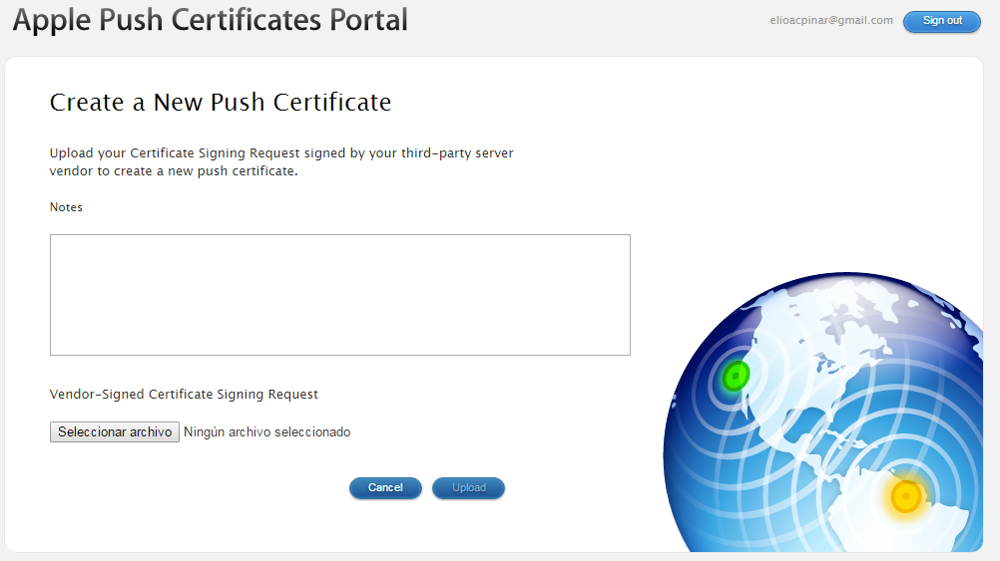 Apple Push Certificates Portal
elioacpinar@gmail.com
Sign out
Create a New Push Certificate
Upload your Certificate Signing Request signed by your third-party server
vendor to create a new push certificate.
Notes
Vendor-Signed Certificate Signing Request
Seleccionar archivo Ningún archivo seleccionado
Cancel
Upload